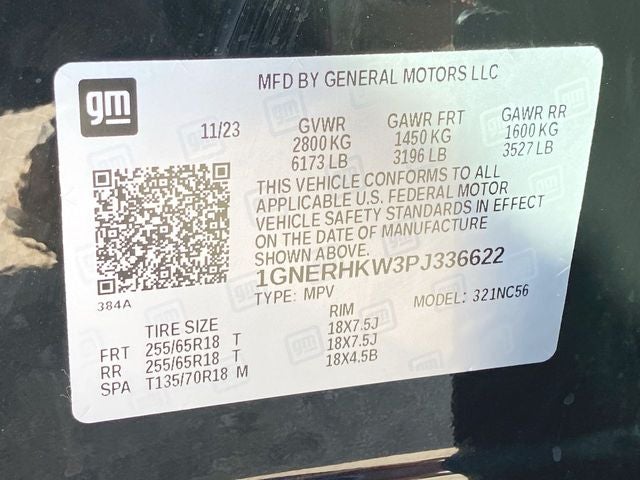 MFD BY GENERAL MOTORS LLC
gm
11/23 GVWR GAWR FRT GAWR RR
2800 KG 1450 KG 1600 KG
6173 LB 3196 LB 3527 LB
THIS VEHICLE CONFORMS TO ALL
APPLICABLE U.S. FEDERAL MOTOR
VEHICLE SAFETY STANDARDS IN EFFECT
ON THE DATE OF MANUFACTURE
SHOWN ABOVE.
1GNERHKW3PJ336622
384A TYPE: MPV MODEL: 321NC56
TIRE SIZE RIM
FRT 255/65R18 T 18X7.5J
RR 255/65R18 T 18X7.5J
SPA T135/70R18 M 18X4.5B